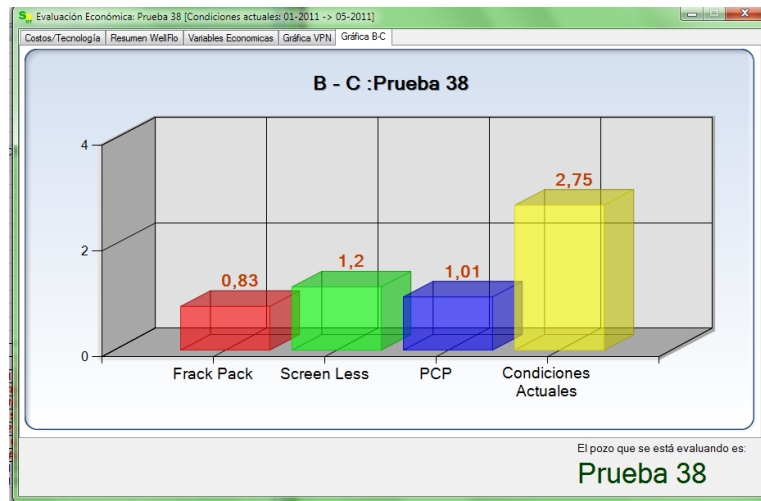 Evaluación Económica: Prueba 38 [Condiciones actuales: 01-2011 -> 05-2011]
Costos/Tecnología Resumen WellFlo Variables Economicas Gráfica VPN Gráfica B-C
B - C :Prueba 38
4
2
0
0,83
1,2
1,01
2,75
Frack Pack Screen Less PCP Condiciones
Actuales
El pozo que se está evaluando es:
Prueba 38